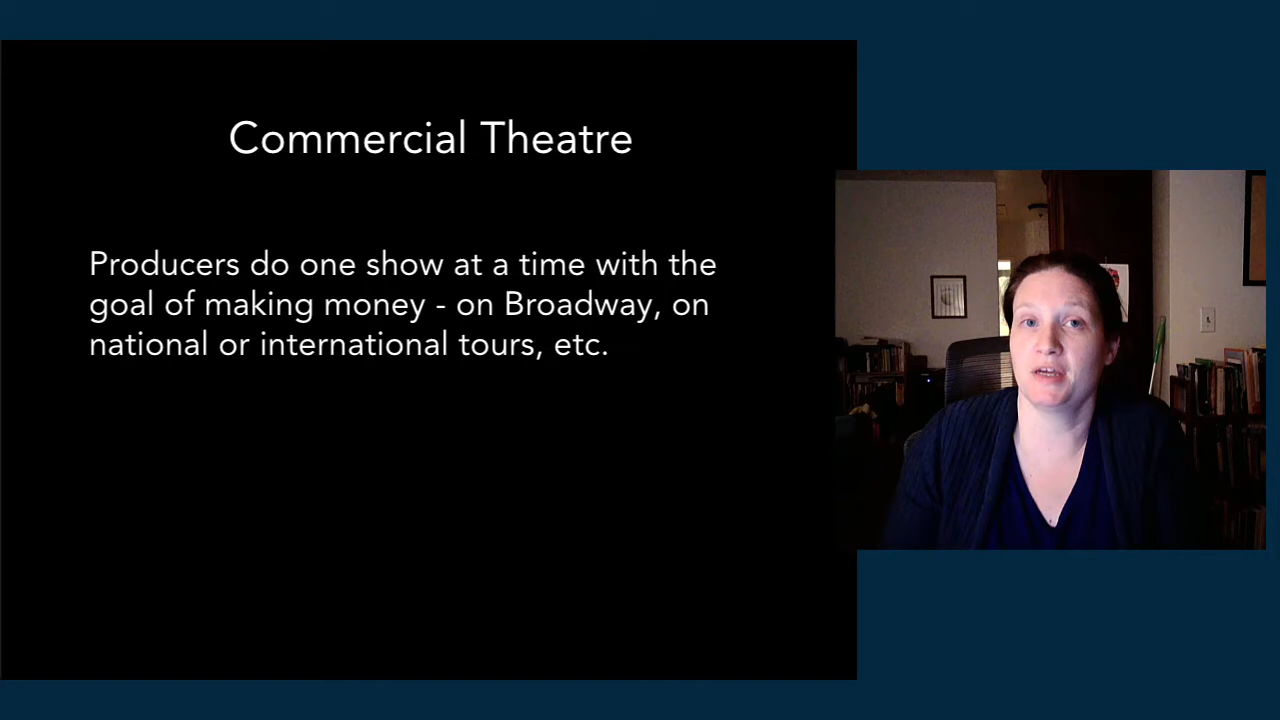 Commercial Theatre
Producers do one show at a time with the
goal of making money - on Broadway, on
national or international tours, etc.